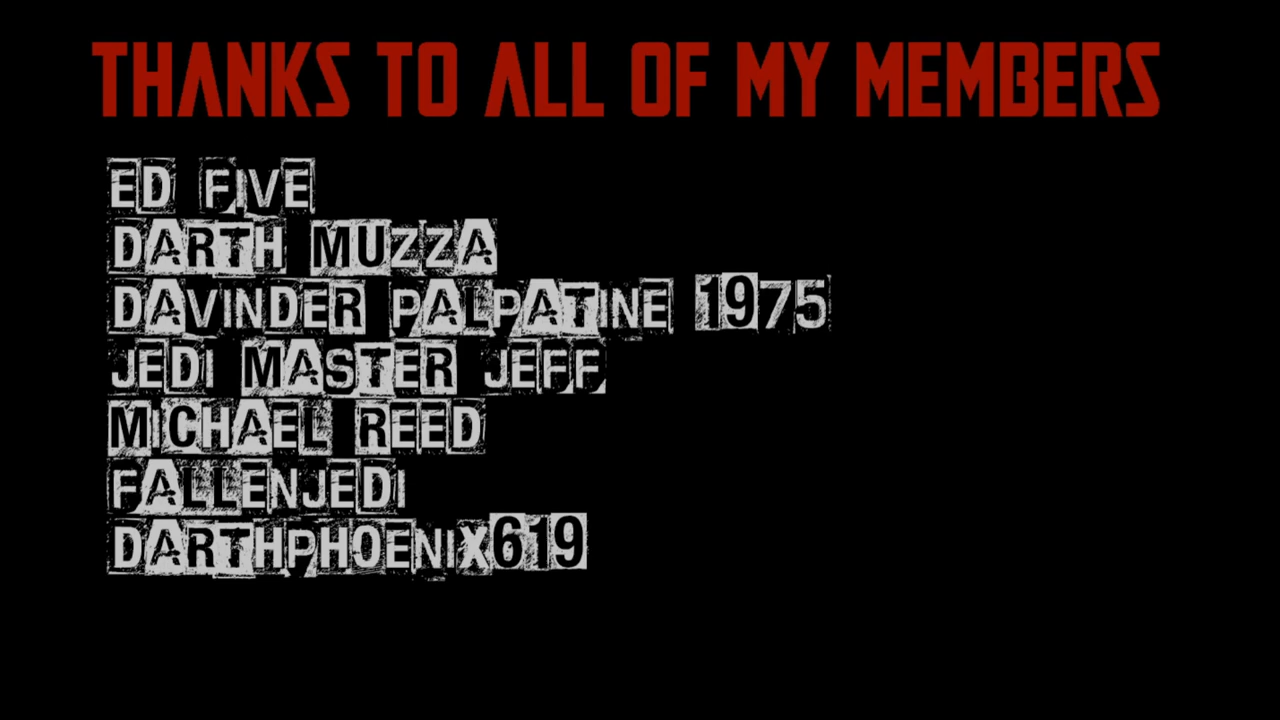 THANKS TO ALL OF MY MEMBERS
ED FIVE
DARTH MUZZA
DAVINDER PALPATINE 1975
JEDI MASTER JEFF
MICHAEL REED
FALLENJEDI
DARTHPHOENIX619